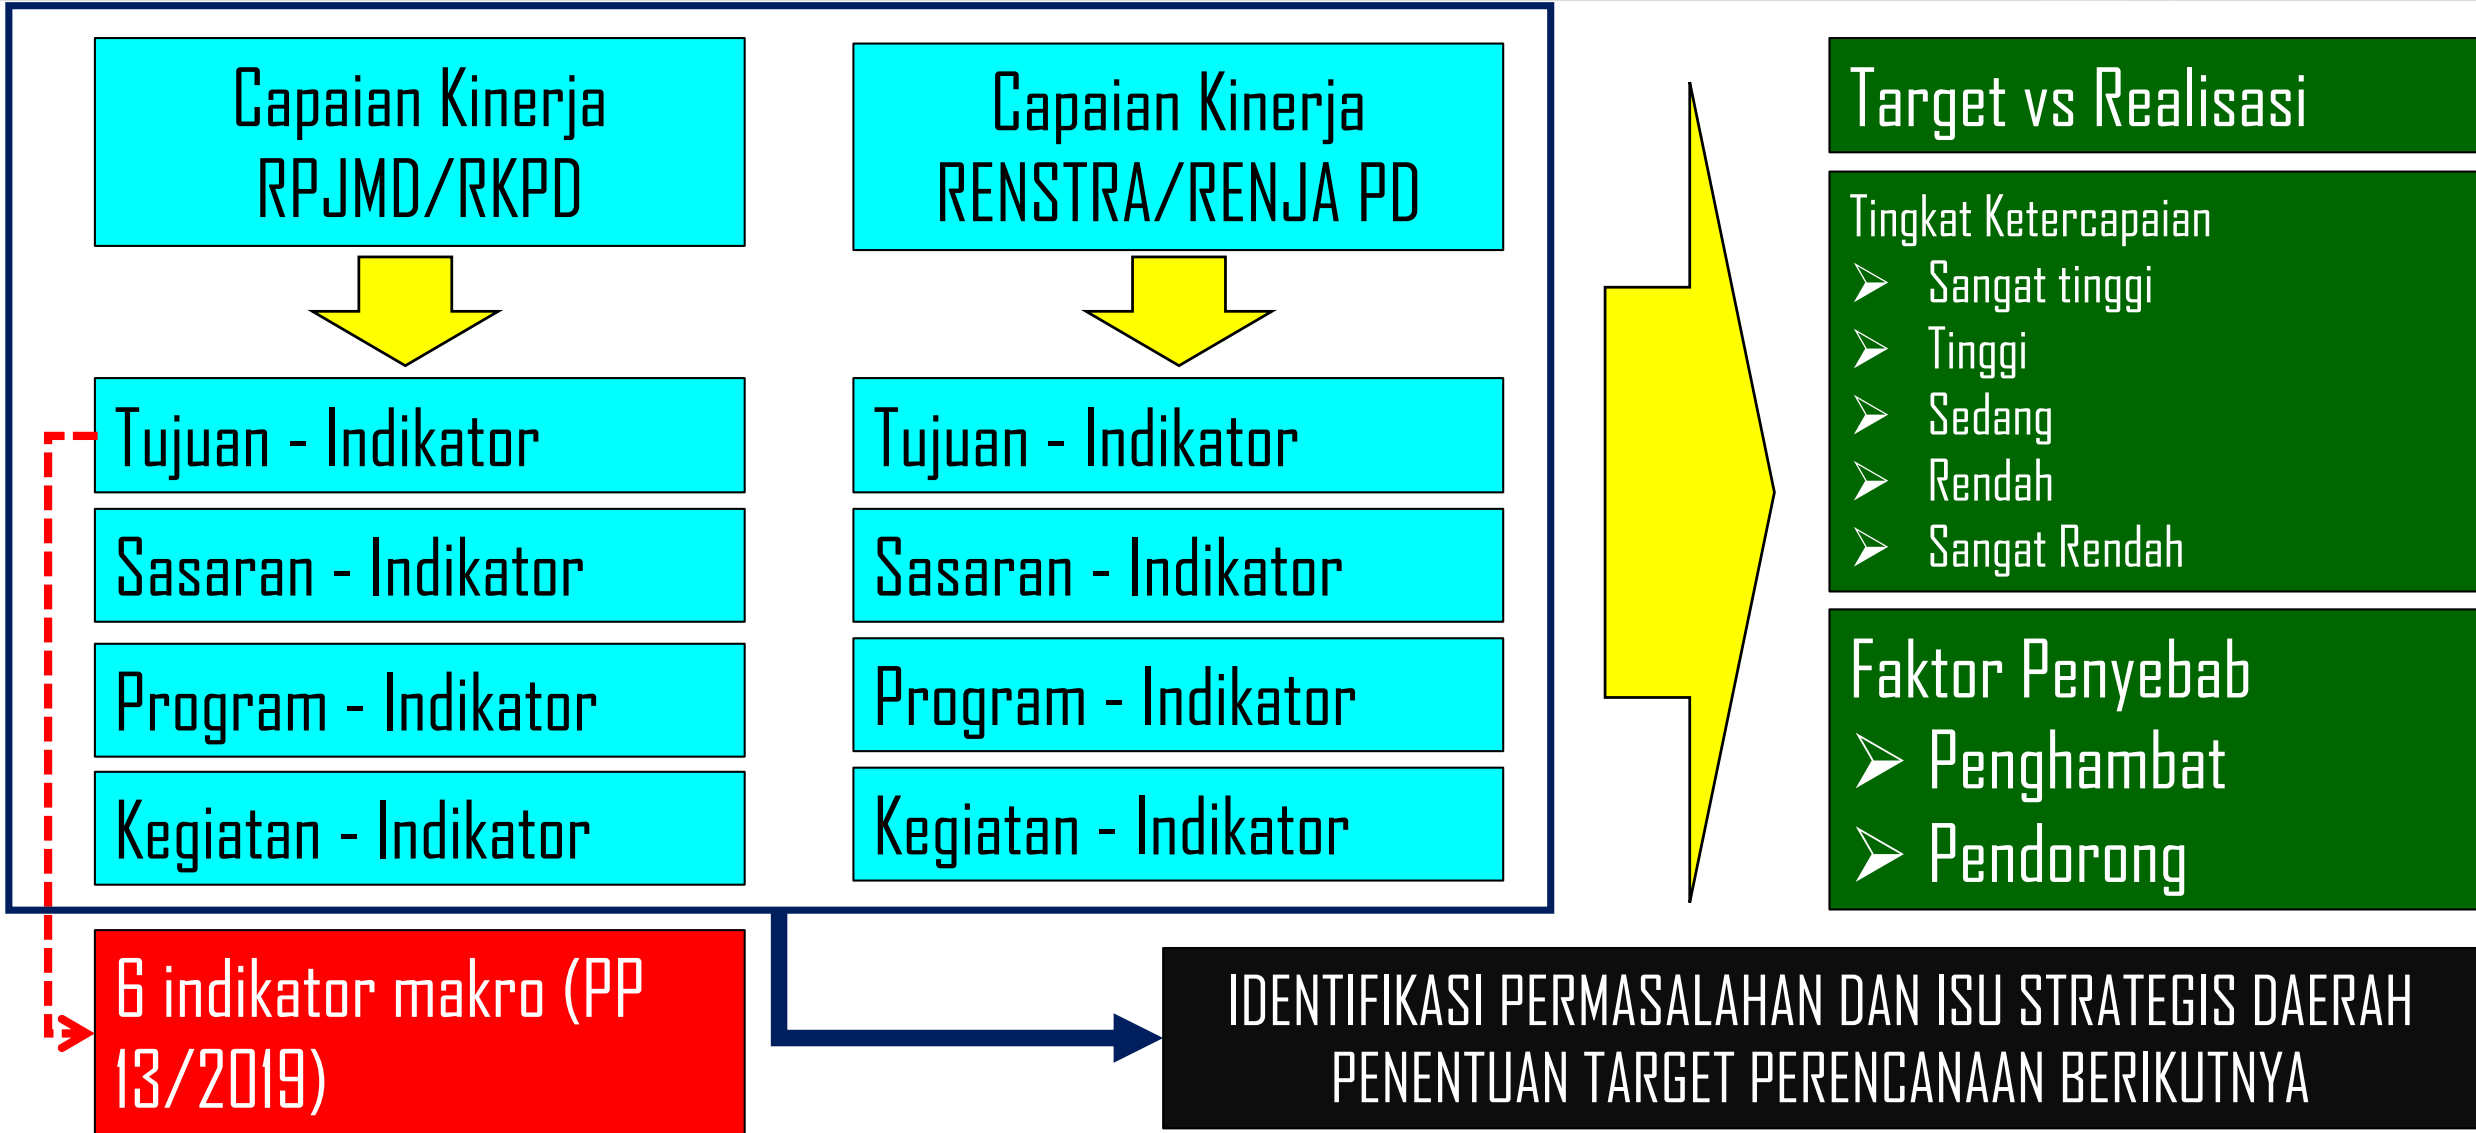 Capaian Kinerja
RPJMD/RKPD
Tujuan - Indikator
Sasaran - Indikator
Program - Indikator
Kegiatan - Indikator
Capaian Kinerja
RENSTRA/RENJA PD
Tujuan - Indikator
Sasaran - Indikator
Program - Indikator
Kegiatan - Indikator
Target vs Realisasi
Tingkat Ketercapaian
➢ Sangat tinggi
➢ Tinggi
➢ Sedang
➢ Rendah
➢ Sangat Rendah
Faktor Penyebab
➢ Penghambat
➢ Pendorong
6 indikator makro (PP
13/2019)
IDENTIFIKASI PERMASALAHAN DAN ISU STRATEGIS DAERAH
PENENTUAN TARGET PERENCANAAN BERIKUTNYA